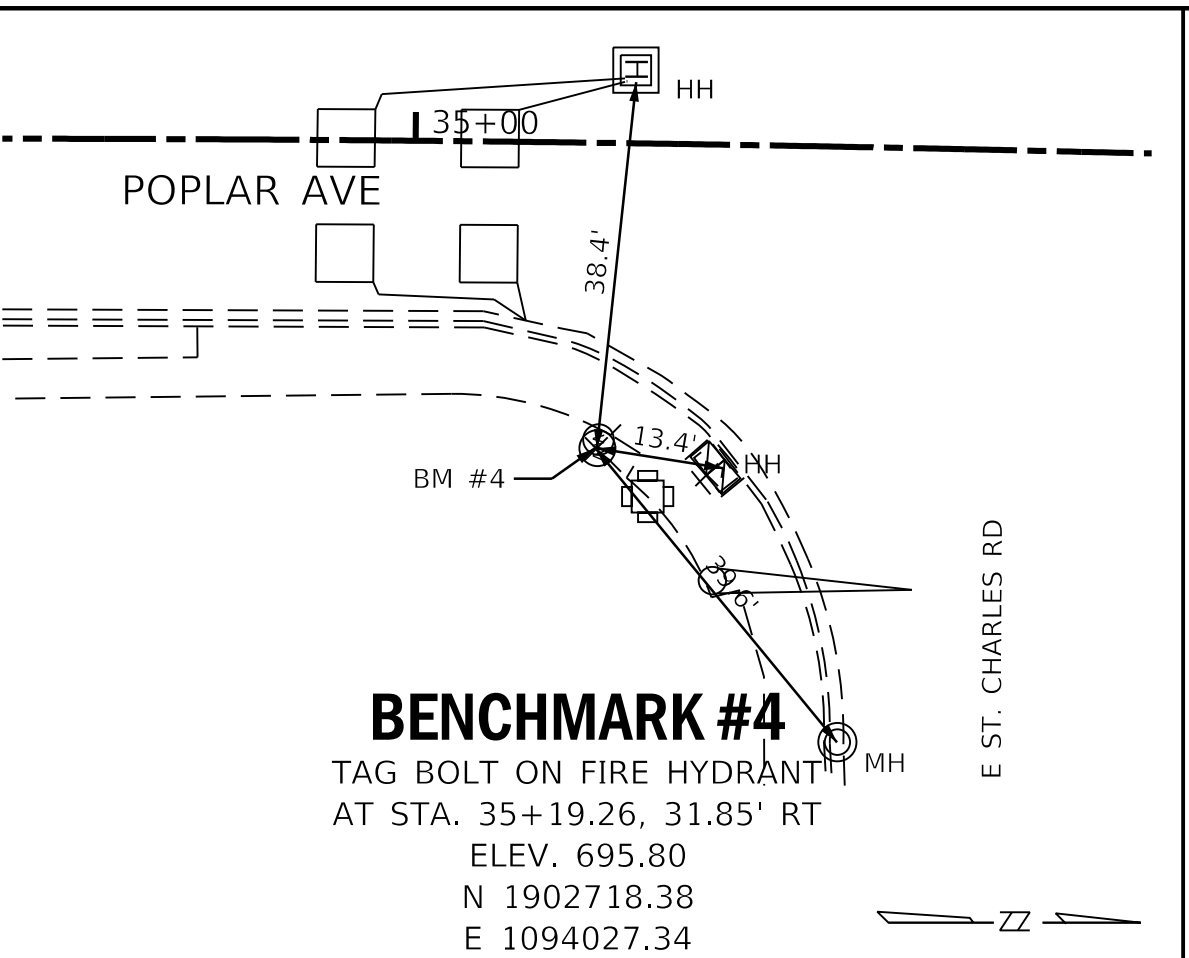 HH
35+00
POPLAR AVE
38.4'
13.4'
HH
BM #4
39.6'
E ST. CHARLES RD
MH
BENCHMARK #4
TAG BOLT ON FIRE HYDRANT
AT STA. 35+19.26, 31.85' RT
ELEV. 695.80
N 1902718.38
E 1094027.34